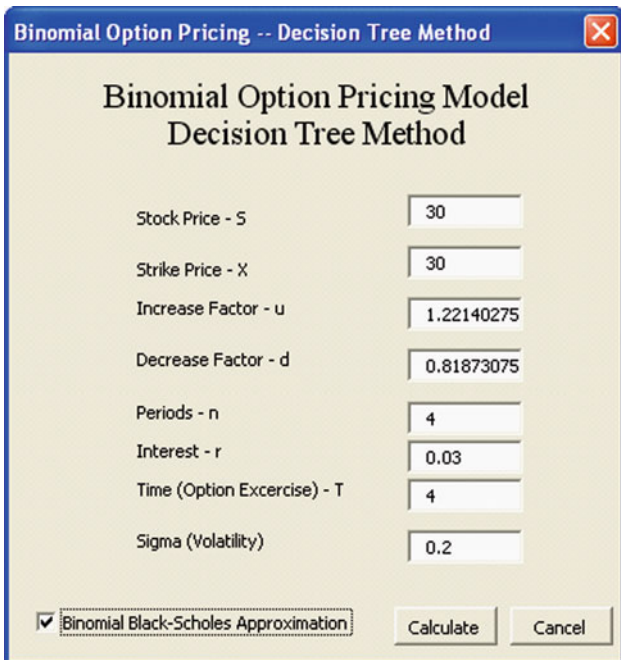 Binomial Option Pricing -- Decision Tree Method
Binomial Option Pricing Model
Decision Tree Method
Stock Price - S 30
Strike Price - X 30
Increase Factor - u 1.22140275
Decrease Factor - d 0.81873075
Periods - n 4
Interest - r 0.03
Time (Option Excercise) - T 4
Sigma (Volatility) 0.2
Binomial Black-Scholes Approximation Calculate Cancel